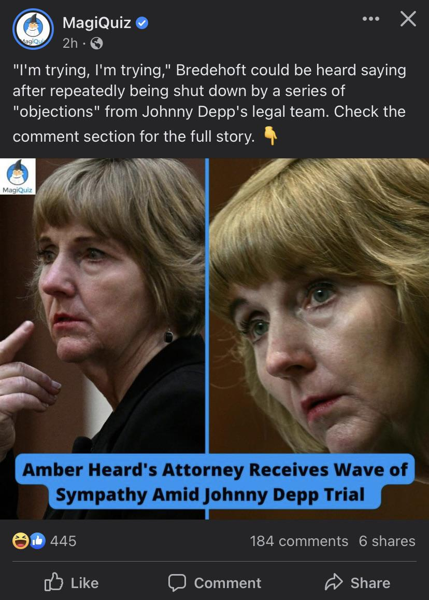 MagiQuiz
MagiQuiz
2h ·
"I'm trying, I'm trying," Bredehoft could be heard saying
after repeatedly being shut down by a series of
"objections" from Johnny Depp's legal team. Check the
comment section for the full story. 👇
MagiQuiz
Amber Heard's Attorney Receives Wave of
Sympathy Amid Johnny Depp Trial
445
184 comments 6 shares
Like
Comment
Share